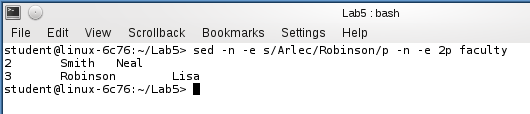 Lab5 : bash
File Edit View Scrollback Bookmarks Settings Help
student@linux-6c76:~/Lab5> sed -n -e s/Arlec/Robinson/p -n -e 2p faculty
2 Smith Neal
3 Robinson Lisa
student@linux-6c76:~/Lab5>